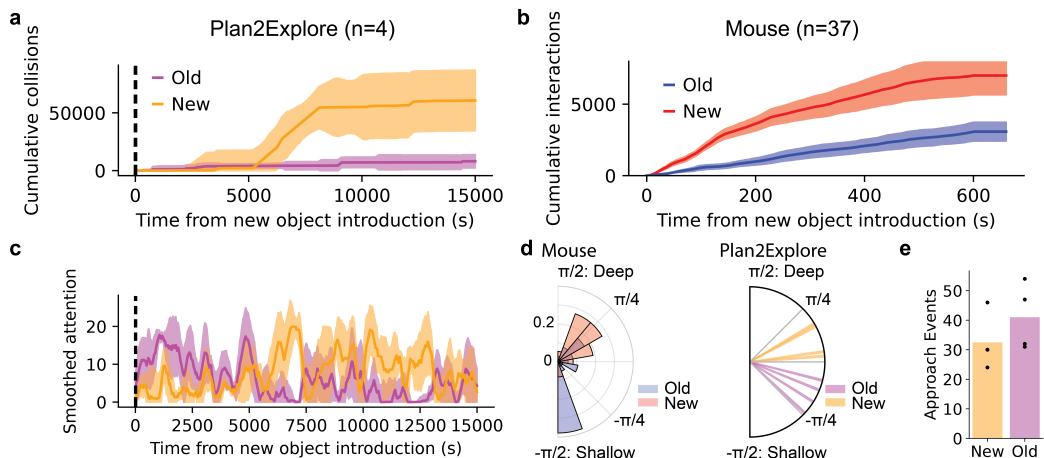 a
Plan2Explore (n=4)
Cumulative collisions
Old
New
50000
0
0 5000 10000 15000
Time from new object introduction (s)
b
Mouse (n=37)
Cumulative interactions
Old
New
5000
0
0 200 400 600
Time from new object introduction (s)
c
Smoothed attention
20
10
0
0 2500 5000 7500 10000 12500 15000
Time from new object introduction (s)
d
Mouse
π/2: Deep
π/4
0.2
0
Old
New
-π/4
-π/2: Shallow
Plan2Explore
π/2: Deep
π/4
Old
New
-π/4
-π/2: Shallow
e
Approach Events
50
40
30
20
10
0
New Old